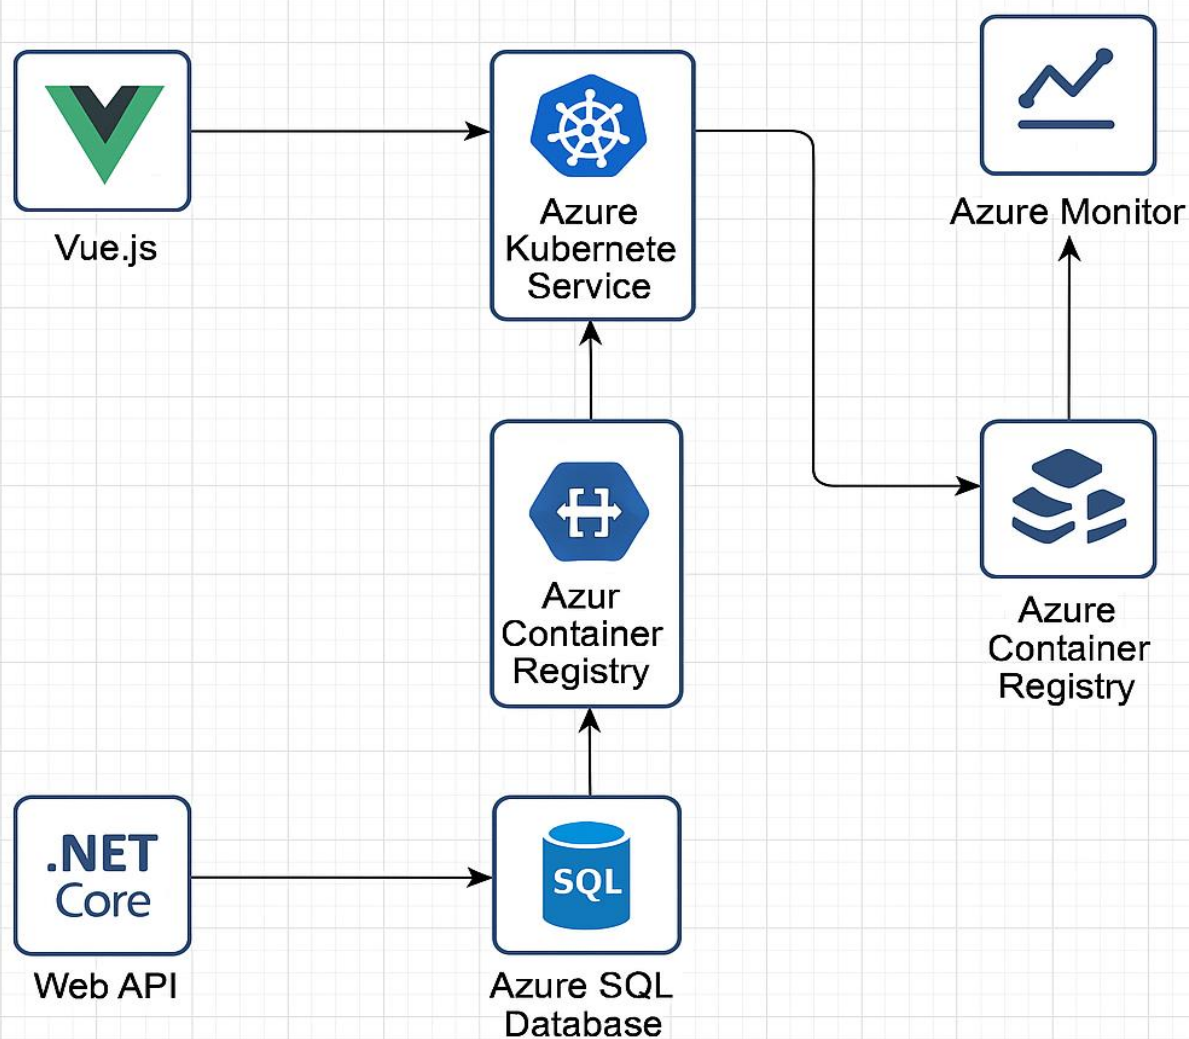 Vue.js
Azure
Kubernete
Service
Azure Monitor
Azur
Container
Registry
Azure
Container
Registry
.NET
Core
Web API
SQL
Azure SQL
Database